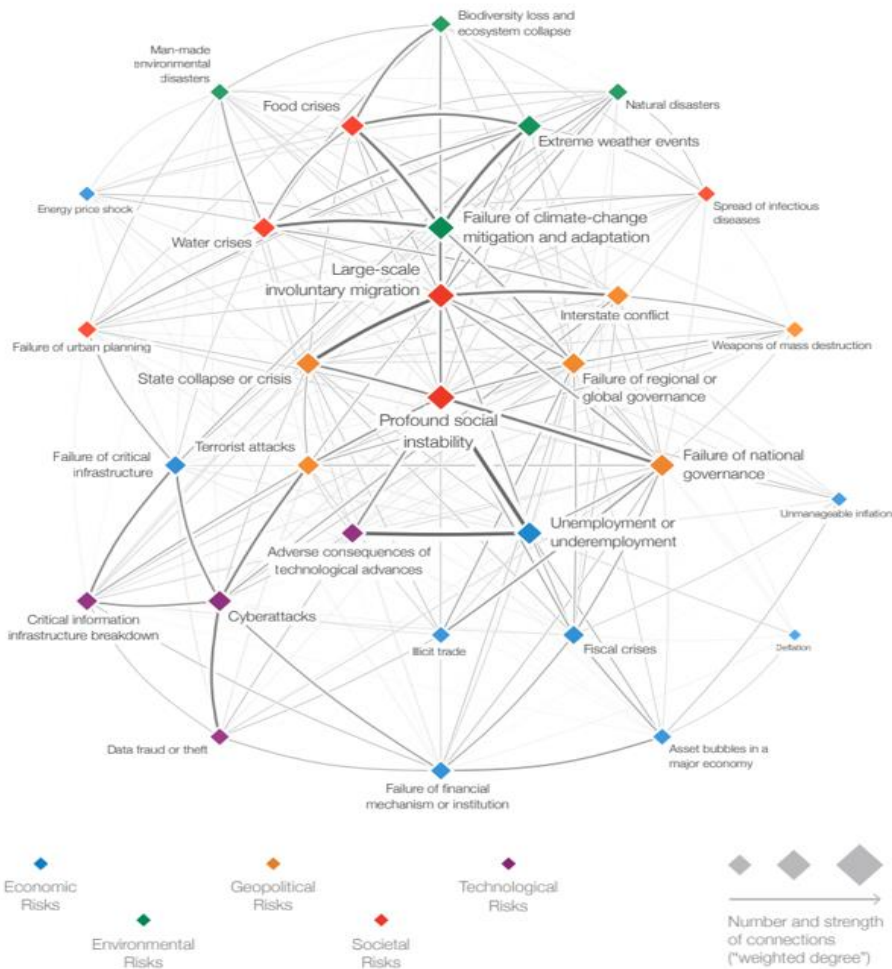 Biodiversity loss and
ecosystem collapse
Man-made
environmental
disasters
Food crises
Natural disasters
Extreme weather events
Energy price shock
Spread of infectious
diseases
Water crises
Failure of climate-change
mitigation and adaptation
Large-scale
involuntary migration
Interstate conflict
Failure of urban planning
Weapons of mass destruction
State collapse or crisis
Failure of regional or
global governance
Profound social
instability
Failure of critical
infrastructure
Terrorist attacks
Failure of national
governance
Unmanageable inflation
Adverse consequences of
technological advances
Unemployment or
underemployment
Critical information
infrastructure breakdown
Cyberattacks
Illicit trade
Fiscal crises
Deflation
Data fraud or theft
Failure of financial
mechanism or institution
Asset bubbles in a
major economy
Economic
Risks
Geopolitical
Risks
Technological
Risks
Environmental
Risks
Societal
Risks
Number and strength
of connections
("weighted degree")